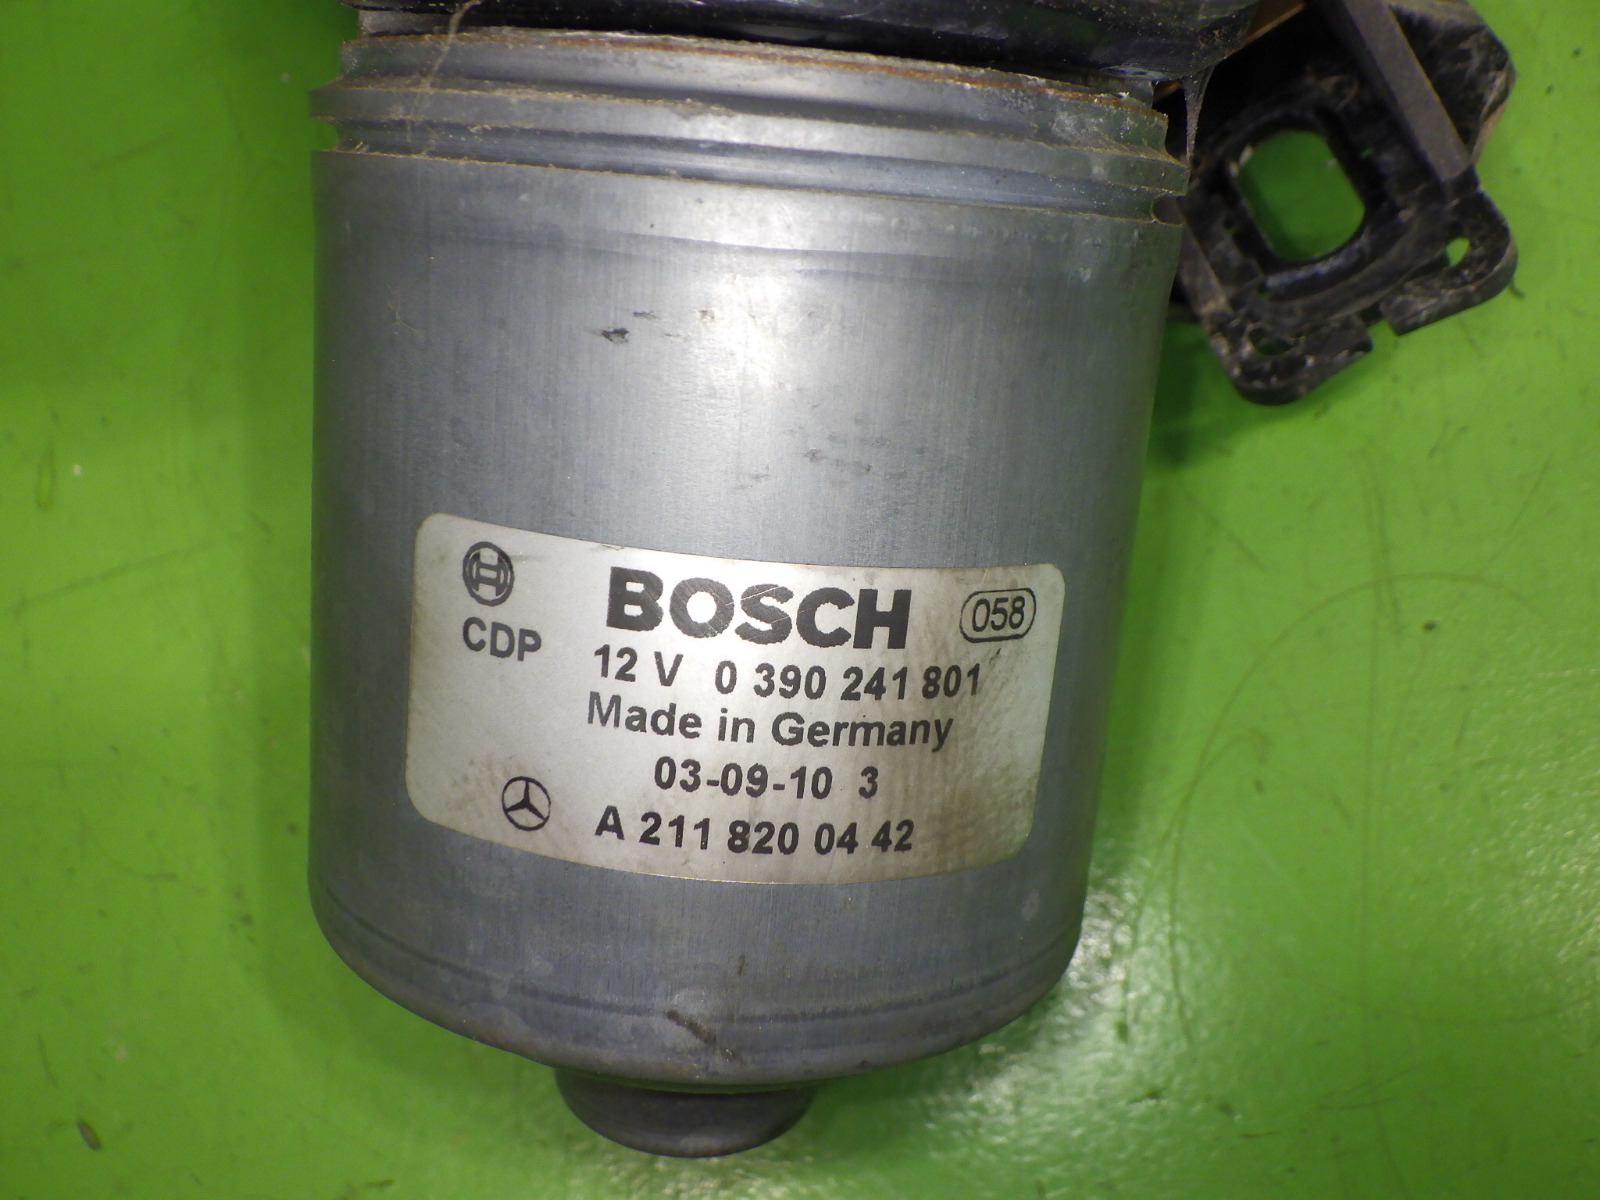 BOSCH 058
CDP
12 V 0 390 241 801
Made in Germany
03-09-10 3
A 211 820 04 42